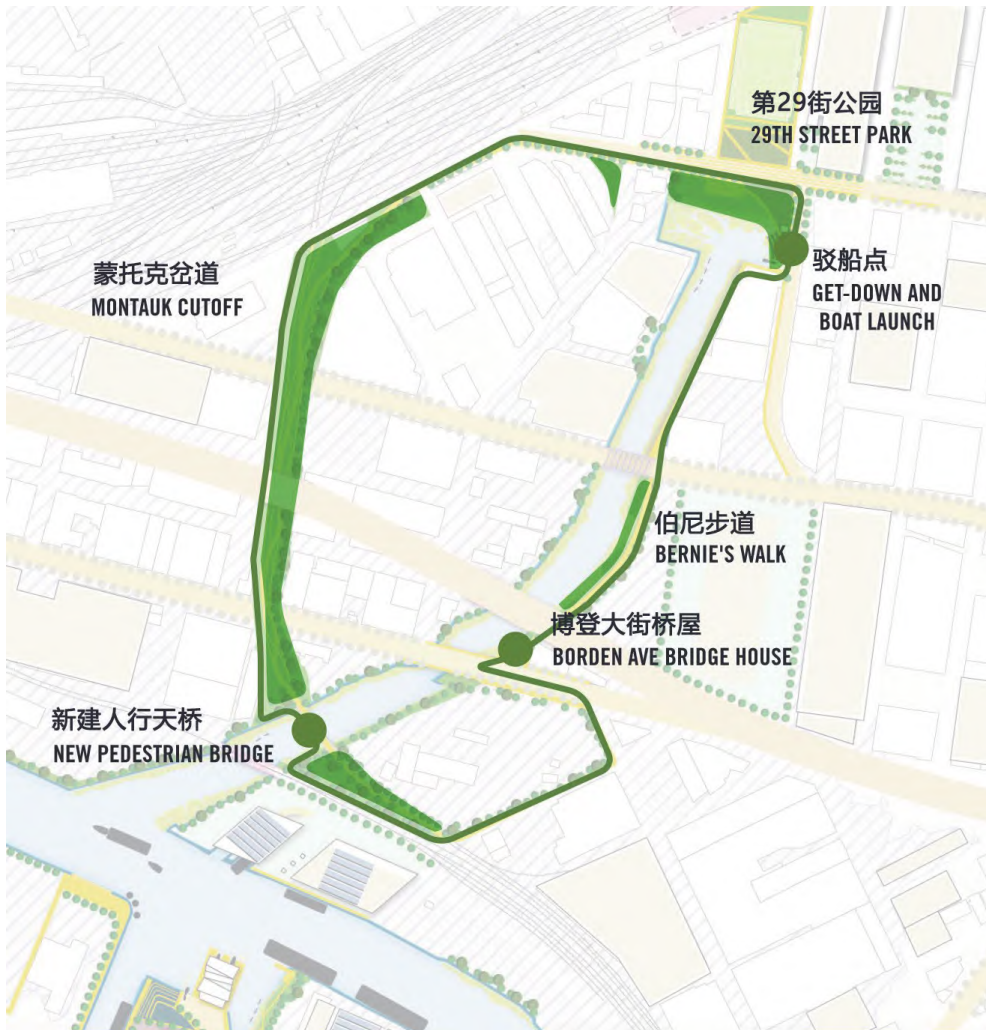 第29街公园
29TH STREET PARK
蒙托克岔道
MONTAUK CUTOFF
驳船点
GET-DOWN AND
BOAT LAUNCH
伯尼步道
BERNIE'S WALK
博登大街桥屋
BORDEN AVE BRIDGE HOUSE
新建人行天桥
NEW PEDESTRIAN BRIDGE